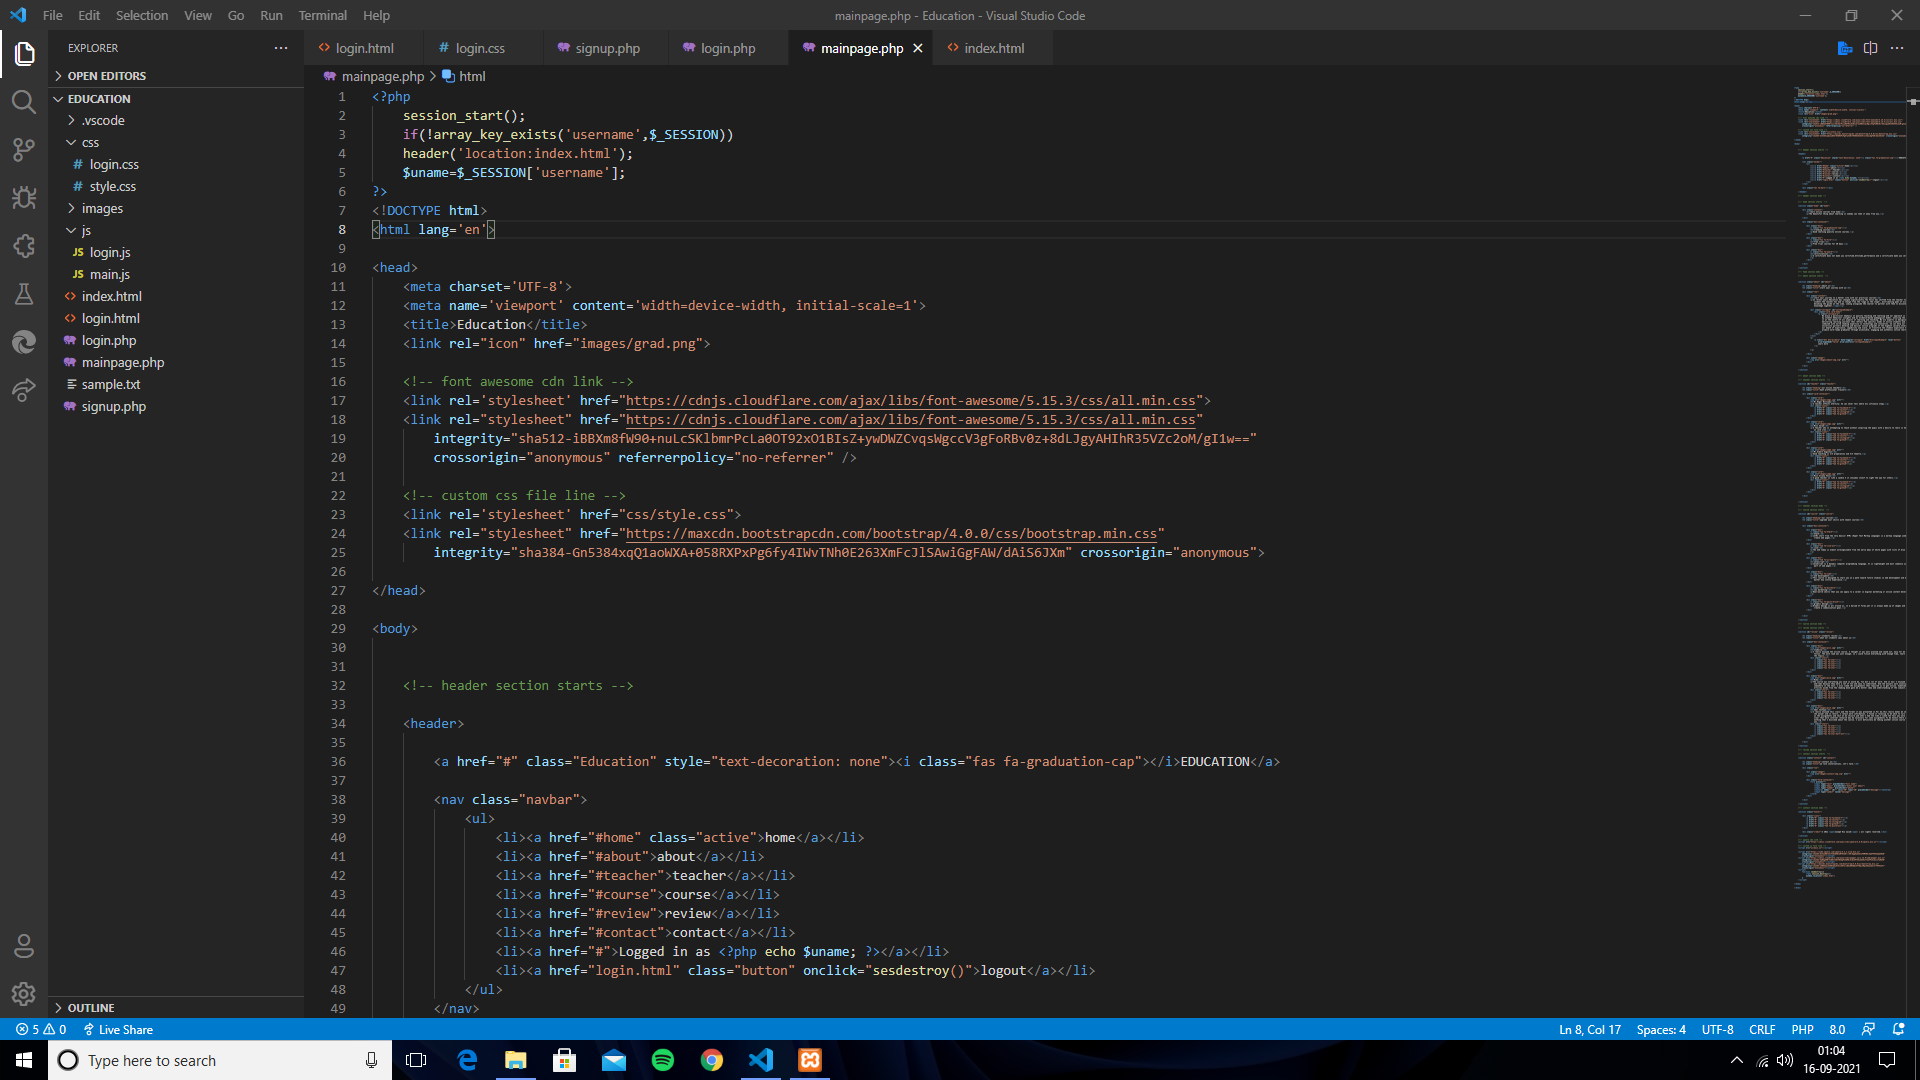 File Edit Selection View Go Run Terminal Help
mainpage.php - Education - Visual Studio Code
EXPLORER
OPEN EDITORS
EDUCATION
.vscode
css
# login.css
# style.css
images
js
JS login.js
JS main.js
<> index.html
<> login.html
login.php
mainpage.php
sample.txt
signup.php
OUTLINE
<> login.html # login.css signup.php login.php mainpage.php <> index.html
mainpage.php > html
1 <?php
2 session_start();
3 if(!array_key_exists('username',$_SESSION))
4 header('location:index.html');
5 $uname=$_SESSION['username'];
6 ?>
7 <!DOCTYPE html>
8 <html lang='en'>
9
10 <head>
11 <meta charset='UTF-8'>
12 <meta name='viewport' content='width=device-width, initial-scale=1'>
13 <title>Education</title>
14 <link rel="icon" href="images/grad.png">
15
16 <!-- font awesome cdn link -->
17 <link rel='stylesheet' href="https://cdnjs.cloudflare.com/ajax/libs/font-awesome/5.15.3/css/all.min.css">
18 <link rel="stylesheet" href="https://cdnjs.cloudflare.com/ajax/libs/font-awesome/5.15.3/css/all.min.css"
19 integrity="sha512-iBBXm8fW90+nuLcSKlbmrPcLa0OT92xO1BIsZ+ywDWZCvqsWgccV3gFoRBv0z+8dLJgyAHIhR35VZc2oM/gI1w=="
20 crossorigin="anonymous" referrerpolicy="no-referrer" />
21
22 <!-- custom css file line -->
23 <link rel='stylesheet' href="css/style.css">
24 <link rel="stylesheet" href="https://maxcdn.bootstrapcdn.com/bootstrap/4.0.0/css/bootstrap.min.css"
25 integrity="sha384-Gn5384xqQ1aoWXA+058RXPxPg6fy4IWvTNh0E263XmFcJlSAwiGgFAW/dAiS6JXm" crossorigin="anonymous">
26
27 </head>
28
29 <body>
30
31
32 <!-- header section starts -->
33
34 <header>
35
36 <a href="#" class="Education" style="text-decoration: none"><i class="fas fa-graduation-cap"></i>EDUCATION</a>
37
38 <nav class="navbar">
39 <ul>
40 <li><a href="#home" class="active">home</a></li>
41 <li><a href="#about">about</a></li>
42 <li><a href="#teacher">teacher</a></li>
43 <li><a href="#course">course</a></li>
44 <li><a href="#review">review</a></li>
45 <li><a href="#contact">contact</a></li>
46 <li><a href="#">Logged in as <?php echo $uname; ?></a></li>
47 <li><a href="login.html" class="button" onclick="sesdestroy()">logout</a></li>
48 </ul>
49 </nav>
5 0 Live Share
Ln 8, Col 17 Spaces: 4 UTF-8 CRLF PHP 8.0
Type here to search
01:04
16-09-2021